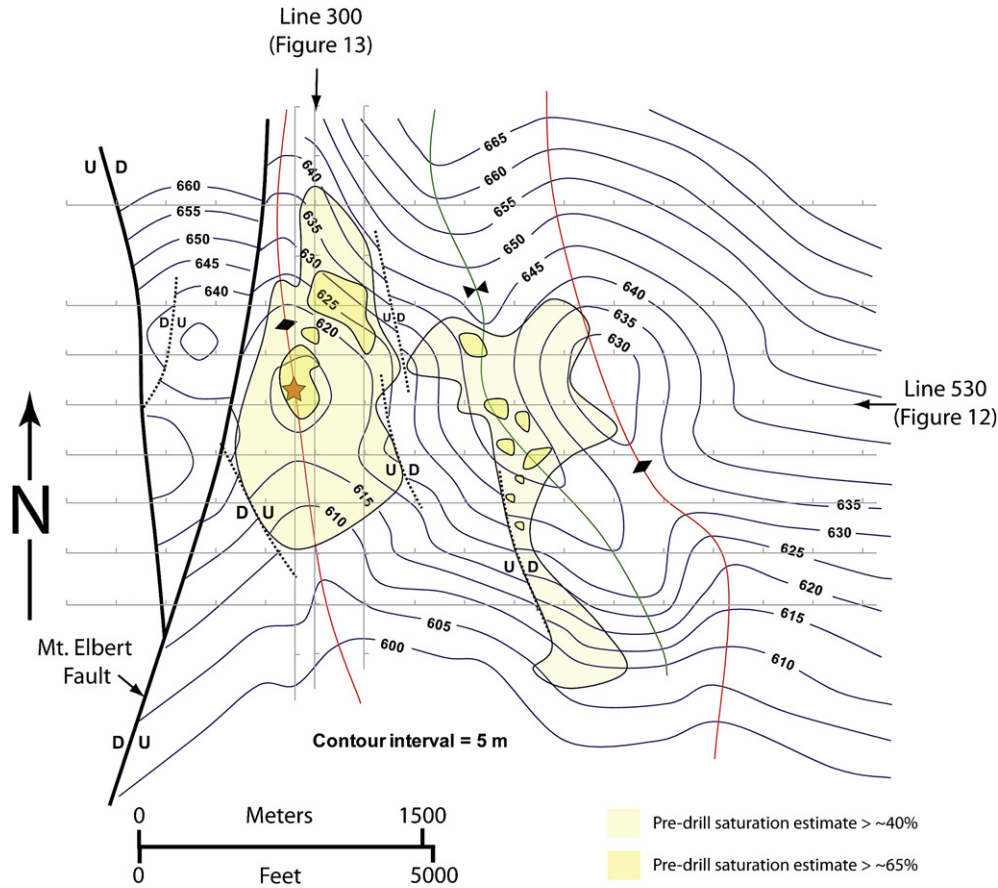 Line 300
(Figure 13)
U D
665
660
655
650
645
640
635
630
640
635
630
625
620
660
655
650
645
640
D U
U D
Line 530
(Figure 12)
N
U D
615
610
D U
635
630
625
620
615
610
U D
605
600
Mt. Elbert
Fault
D U
Contour interval = 5 m
0 Meters 1500
0 Feet 5000
Pre-drill saturation estimate > ~40%
Pre-drill saturation estimate > ~65%